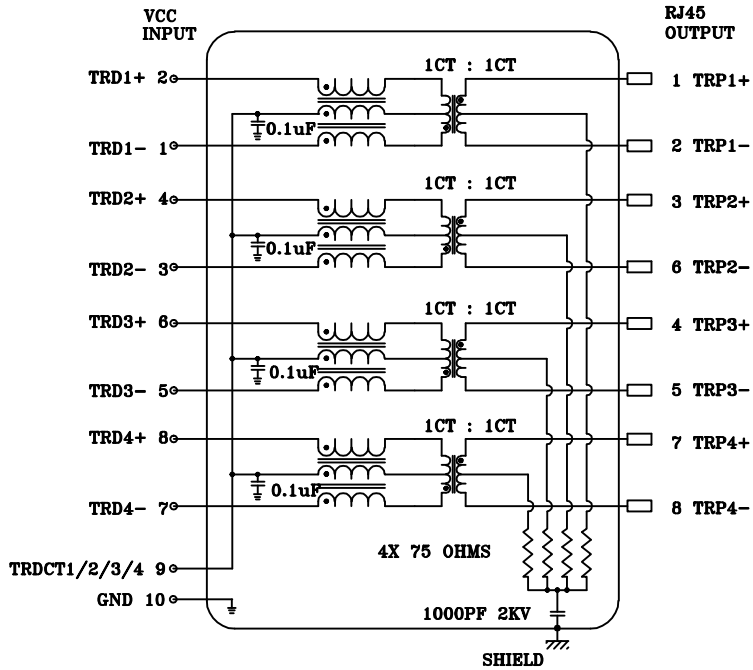 VCC
INPUT
RJ45
OUTPUT
1CT : 1CT
TRD1+ 2
1 TRP1+
0.1uF
TRD1- 1
2 TRP1-
1CT : 1CT
TRD2+ 4
3 TRP2+
0.1uF
TRD2- 3
6 TRP2-
1CT : 1CT
TRD3+ 6
4 TRP3+
0.1uF
TRD3- 5
5 TRP3-
1CT : 1CT
TRD4+ 8
7 TRP4+
0.1uF
TRD4- 7
8 TRP4-
4X 75 OHMS
TRDCT1/2/3/4 9
GND 10
1000PF 2KV
SHIELD